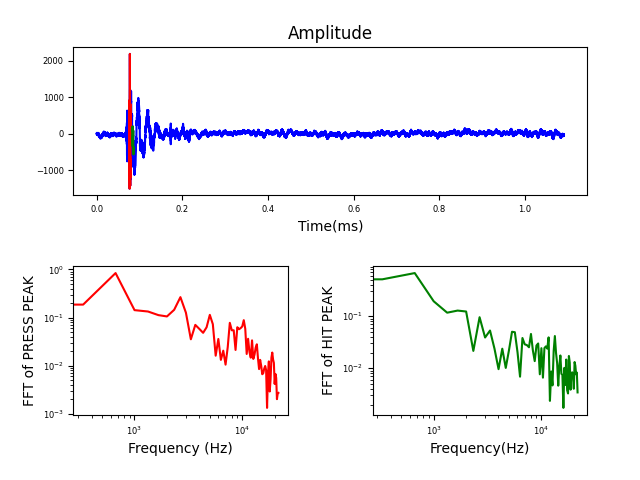 Amplitude
2000
1000
0
−1000
0.0 0.2 0.4 0.6 0.8 1.0
Time(ms)
FFT of PRESS PEAK
10⁰
10⁻¹
10⁻²
10⁻³
10³ 10⁴
Frequency (Hz)
FFT of HIT PEAK
10⁻¹
10⁻²
10³ 10⁴
Frequency(Hz)